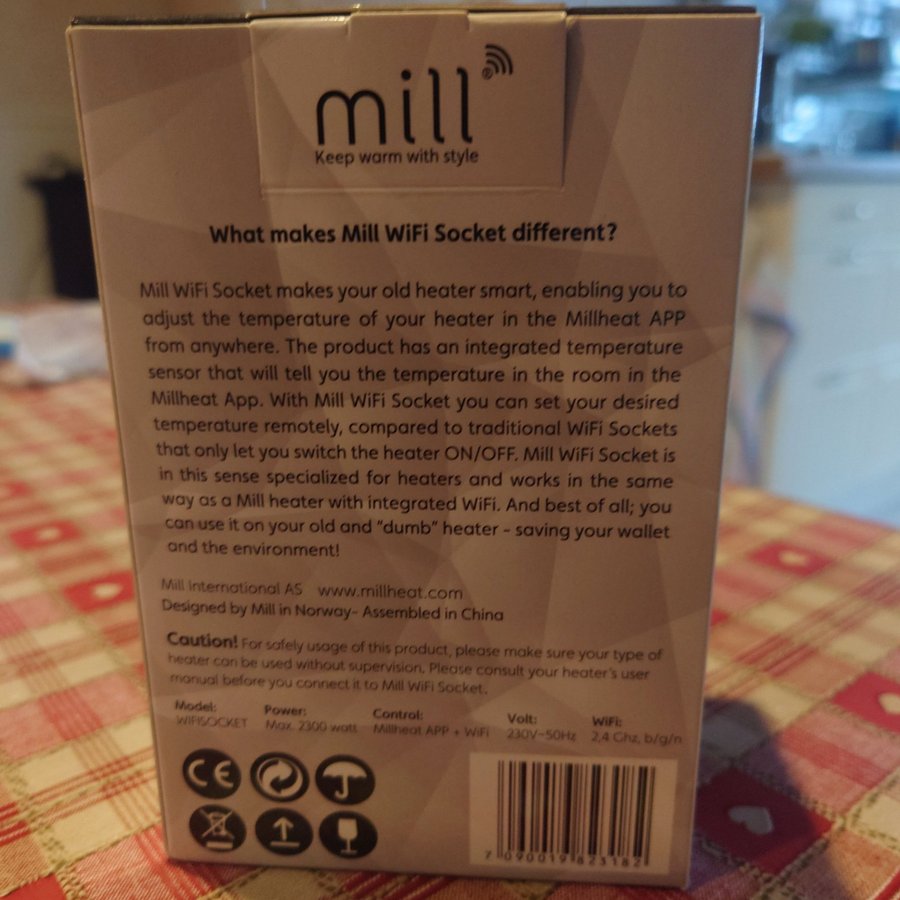 mill®
Keep warm with style
What makes Mill WiFi Socket different?
Mill WiFi Socket makes your old heater smart, enabling you to
adjust the temperature of your heater in the Millheat APP
from anywhere. The product has an integrated temperature
sensor that will tell you the temperature in the room in the
Millheat App. With Mill WiFi Socket you can set your desired
temperature remotely, compared to traditional WiFi Sockets
that only let you switch the heater ON/OFF. Mill WiFi Socket is
in this sense specialized for heaters and works in the same
way as a Mill heater with integrated WiFi. And best of all; you
can use it on your old and "dumb" heater - saving your wallet
and the environment!
Mill International AS www.millheat.com
Designed by Mill in Norway- Assembled in China
Caution! For safely usage of this product, please make sure your type of
heater can be used without supervision. Please consult your heater's user
manual before you connect it to Mill WiFi Socket.
Model: Power: Control: Volt: WiFi:
WIFISOCKET Max. 2300 watt Millheat APP + WiFi 230V~50Hz 2,4 Ghz, b/g/n
CE
7 090019 823182